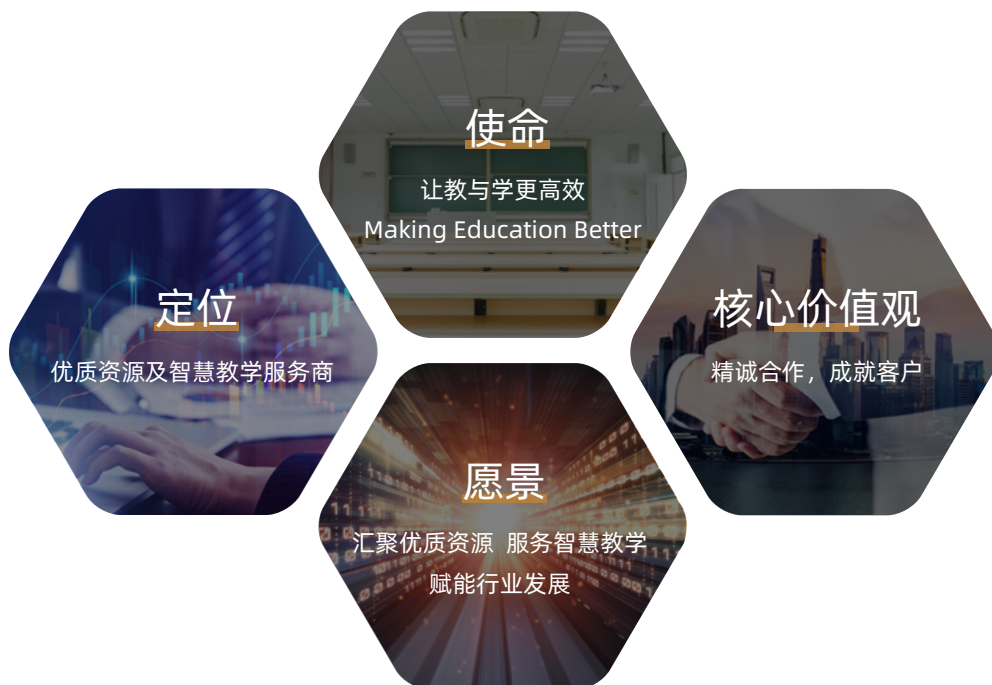 使命
让教与学更高效
Making Education Better
定位
优质资源及智慧教学服务商
核心价值观
精诚合作，成就客户
愿景
汇聚优质资源 服务智慧教学
赋能行业发展